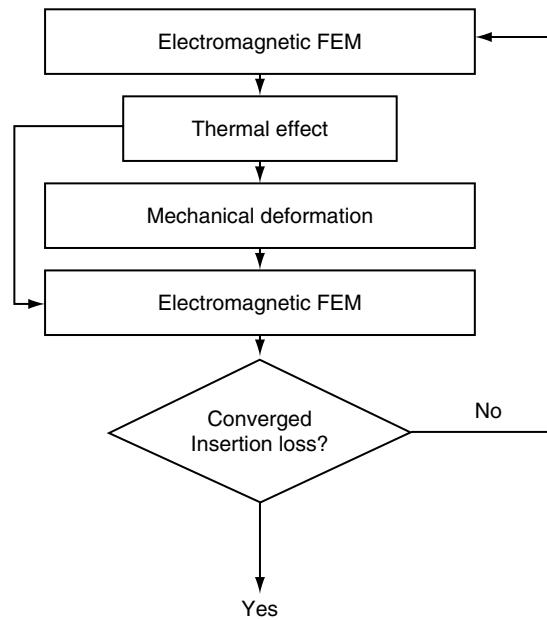 Electromagnetic FEM
Thermal effect
Mechanical deformation
Electromagnetic FEM
Converged
Insertion loss?
No
Yes